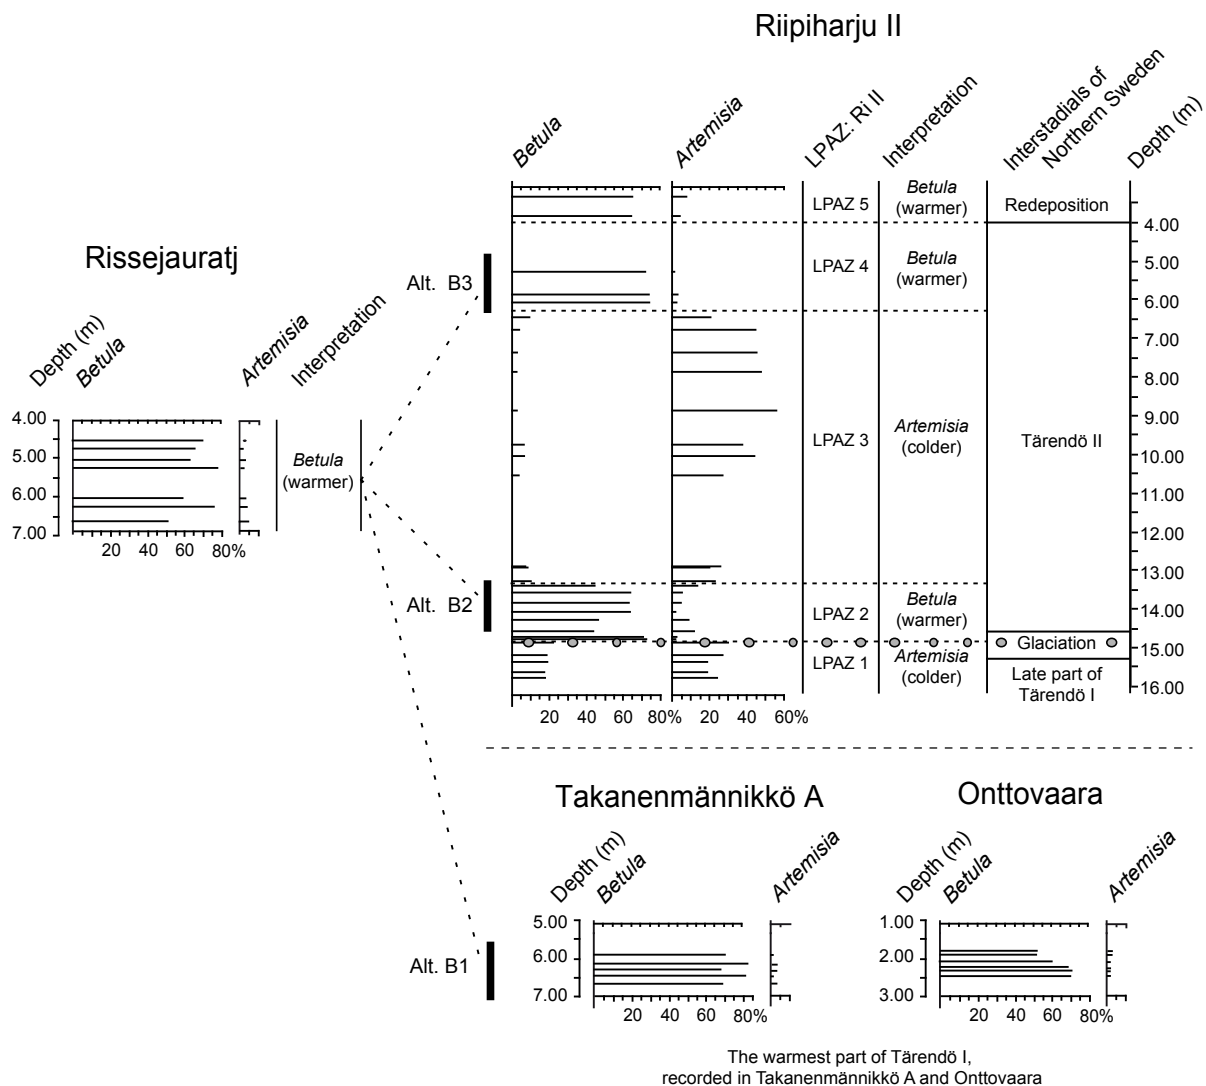 Riipiharju II
Betula
Artemisia
LPAZ: Ri II
Interpretation
Interstadials of
Northern Sweden
Depth (m)
LPAZ 5
Betula
(warmer)
Redeposition
4.00
LPAZ 4
Betula
(warmer)
5.00
6.00
7.00
8.00
9.00
LPAZ 3
Artemisia
(colder)
Tärendö II
10.00
11.00
12.00
13.00
LPAZ 2
Betula
(warmer)
14.00
Glaciation
15.00
LPAZ 1
Artemisia
(colder)
Late part of
Tärendö I
16.00
20 40 60 80%
20 40 60%
Alt. B3
Alt. B2
Alt. B1
Rissejauratj
Depth (m)
Betula
Artemisia
Interpretation
4.00
5.00
6.00
7.00
Betula
(warmer)
20 40 60 80%
Takanenmännikkö A
Depth (m)
Betula
Artemisia
5.00
6.00
7.00
20 40 60 80%
Onttovaara
Depth (m)
Betula
Artemisia
1.00
2.00
3.00
20 40 60 80%
The warmest part of Tärendö I,
recorded in Takanenmännikkö A and Onttovaara